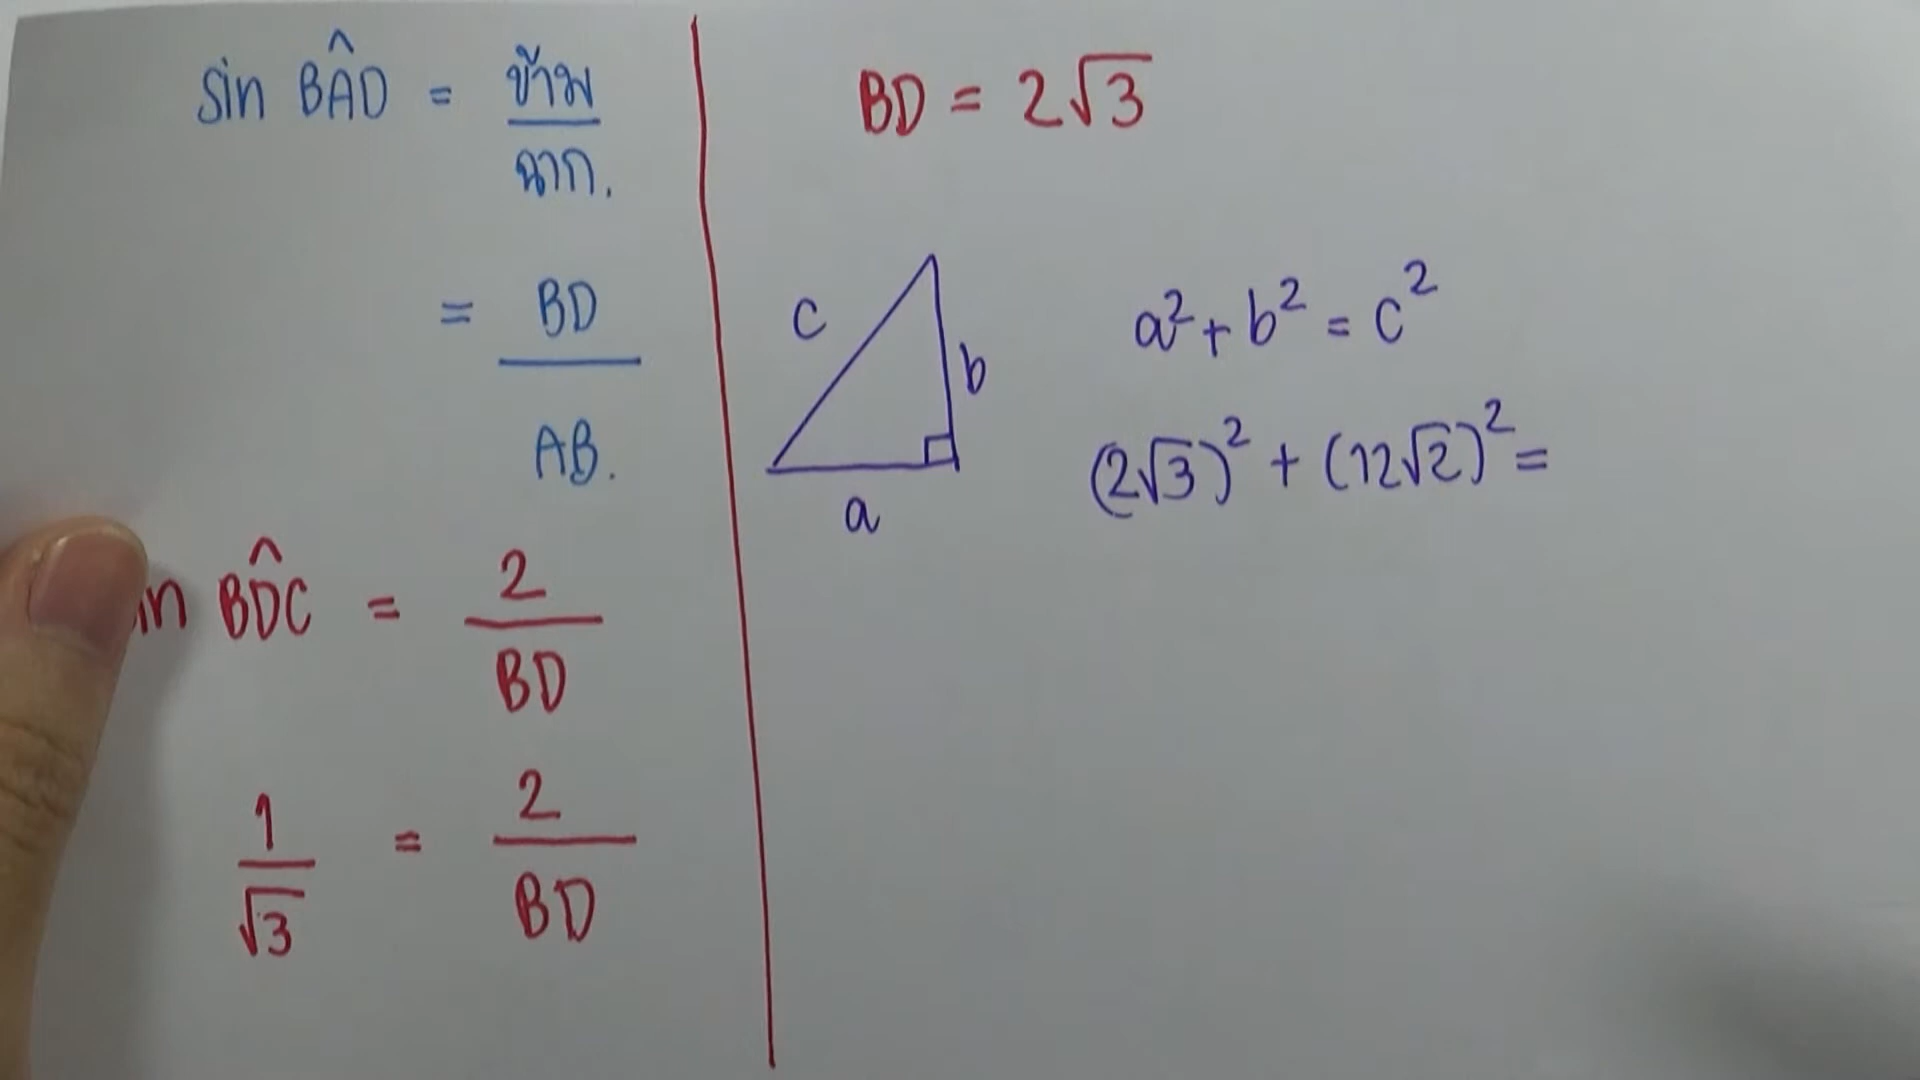 sin BÂD = ข้าม
ฉาก.
= BD
AB.
in BD̂C = 2
BD
1 = 2
√3 BD
BD = 2√3
c
b
a
a² + b² = c²
(2√3)² + (12√2)² =